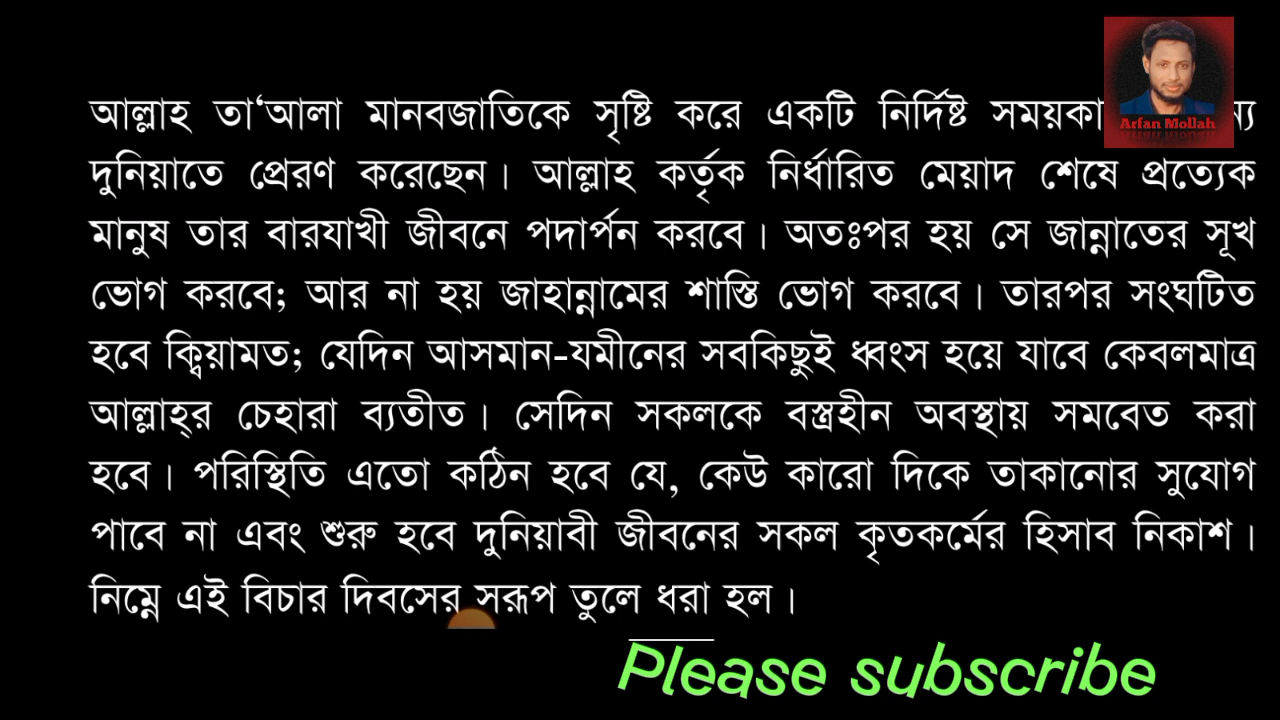 আল্লাহ তা‘আলা মানবজাতিকে সৃষ্টি করে একটি নির্দিষ্ট সময়কা ন্য
Arfan Mollah
দুনিয়াতে প্রেরণ করেছেন। আল্লাহ কর্তৃক নির্ধারিত মেয়াদ শেষে প্রত্যেক
মানুষ তার বারযাখী জীবনে পদার্পন করবে। অতঃপর হয় সে জান্নাতের সূখ
ভোগ করবে; আর না হয় জাহান্নামের শাস্তি ভোগ করবে। তারপর সংঘটিত
হবে ক্বিয়ামত; যেদিন আসমান-যমীনের সবকিছুই ধ্বংস হয়ে যাবে কেবলমাত্র
আল্লাহ্‌র চেহারা ব্যতীত। সেদিন সকলকে বস্ত্রহীন অবস্থায় সমবেত করা
হবে। পরিস্থিতি এতো কঠিন হবে যে, কেউ কারো দিকে তাকানোর সুযোগ
পাবে না এবং শুরু হবে দুনিয়াবী জীবনের সকল কৃতকর্মের হিসাব নিকাশ।
নিম্নে এই বিচার দিবসের সরূপ তুলে ধরা হল।
Please subscribe